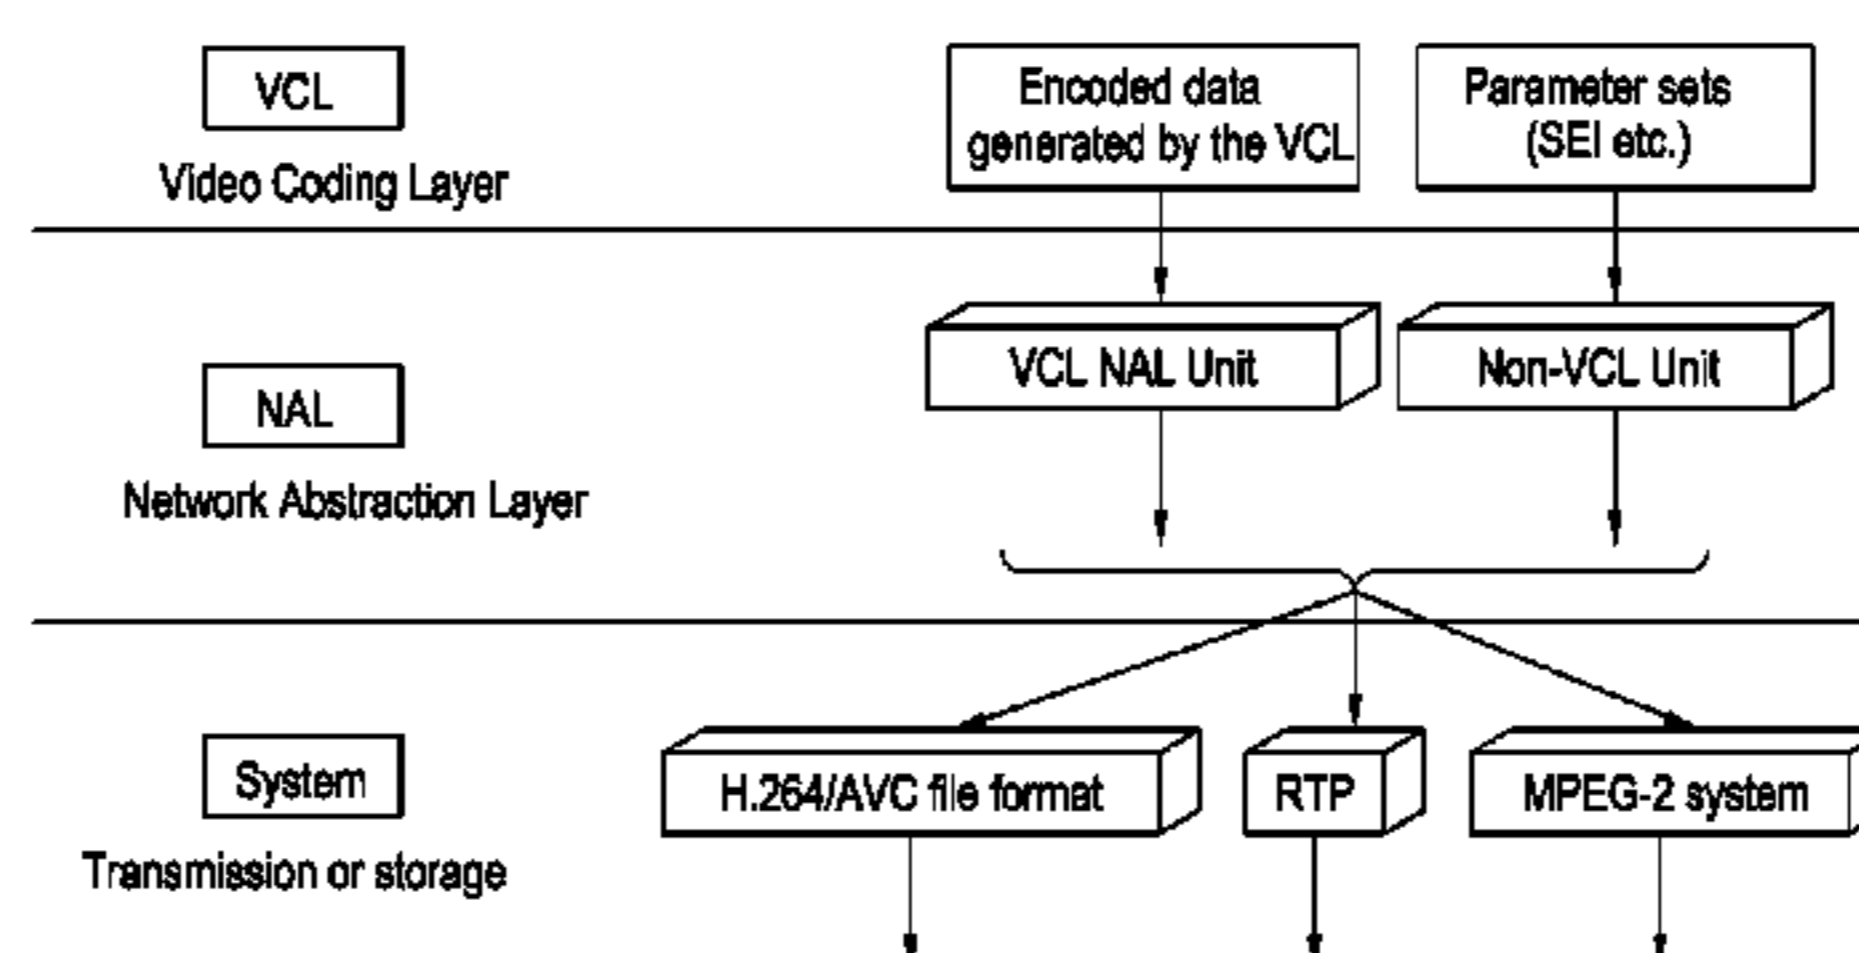 VCL
Video Coding Layer
Encoded data
generated by the VCL
Parameter sets
(SEI etc.)
NAL
Network Abstraction Layer
VCL NAL Unit
Non-VCL Unit
System
Transmission or storage
H.264/AVC file format
RTP
MPEG-2 system